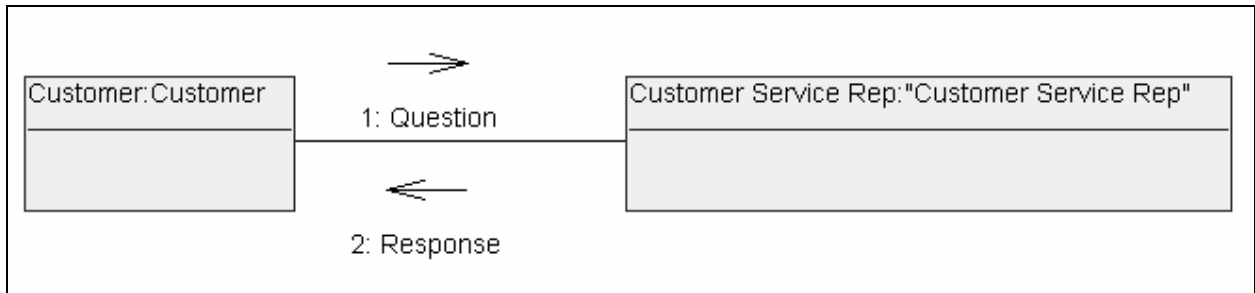 Customer:Customer
1: Question
Customer Service Rep:"Customer Service Rep"
2: Response